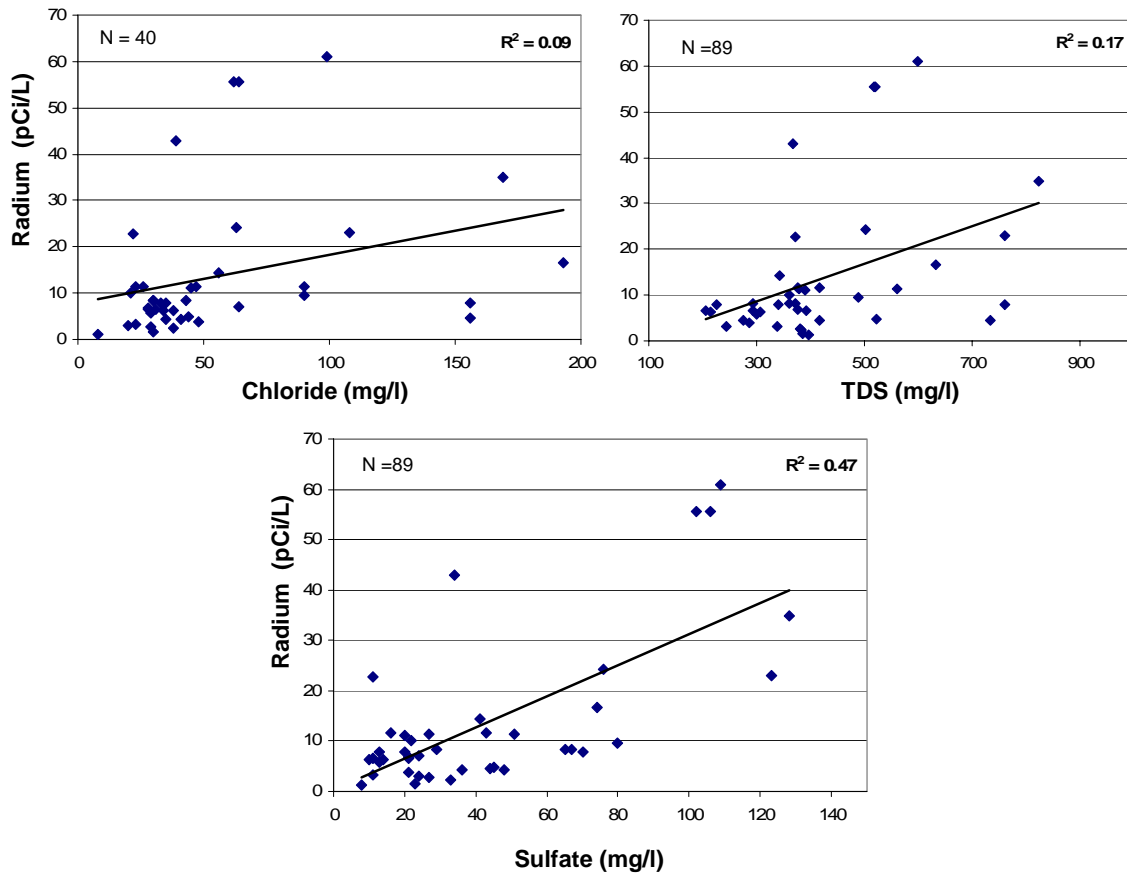 70
60
50
40
30
20
10
0
N = 40
R² = 0.09
Radium (pCi/L)
0 50 100 150 200
Chloride (mg/l)
70
60
50
40
30
20
10
0
N =89
R² = 0.17
100 300 500 700 900
TDS (mg/l)
70
60
50
40
30
20
10
0
N =89
R² = 0.47
Radium (pCi/L)
0 20 40 60 80 100 120 140
Sulfate (mg/l)